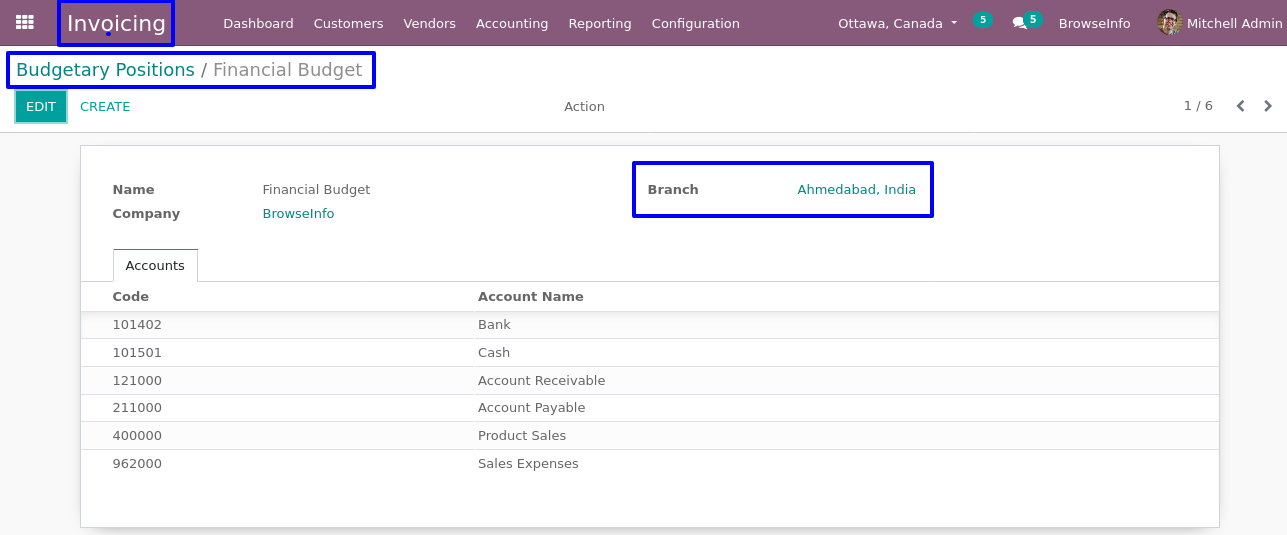 Invoicing Dashboard Customers Vendors Accounting Reporting Configuration Ottawa, Canada 5 5 BrowseInfo Mitchell Admin
Budgetary Positions / Financial Budget
EDIT CREATE Action 1 / 6
Name Financial Budget Branch Ahmedabad, India
Company BrowseInfo
Accounts
Code Account Name
101402 Bank
101501 Cash
121000 Account Receivable
211000 Account Payable
400000 Product Sales
962000 Sales Expenses